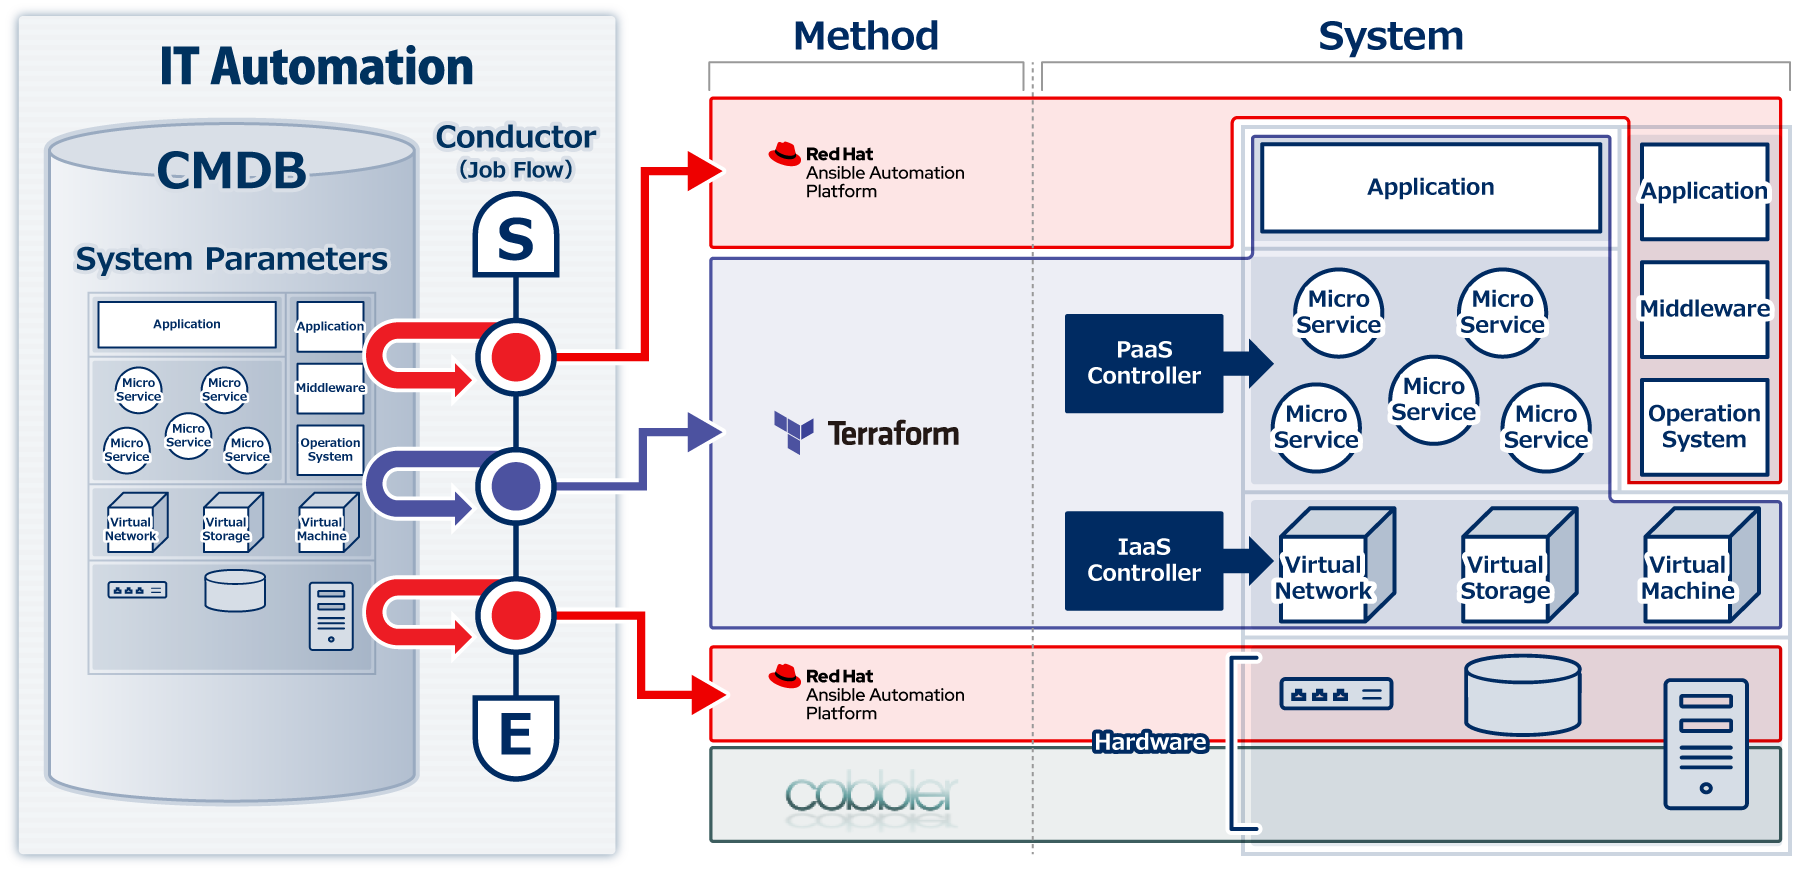 IT Automation
CMDB
System Parameters
Application
Application
Micro
Service
Micro
Service
Middleware
Micro
Service
Micro
Service
Micro
Service
Operation
System
Virtual
Network
Virtual
Storage
Virtual
Machine
Conductor
(Job Flow)
S
E
Method
System
Red Hat
Ansible Automation
Platform
Application
Application
Terraform
PaaS
Controller
Micro
Service
Micro
Service
Middleware
Micro
Service
Micro
Service
Micro
Service
Operation
System
IaaS
Controller
Virtual
Network
Virtual
Storage
Virtual
Machine
Red Hat
Ansible Automation
Platform
Hardware
cobbler